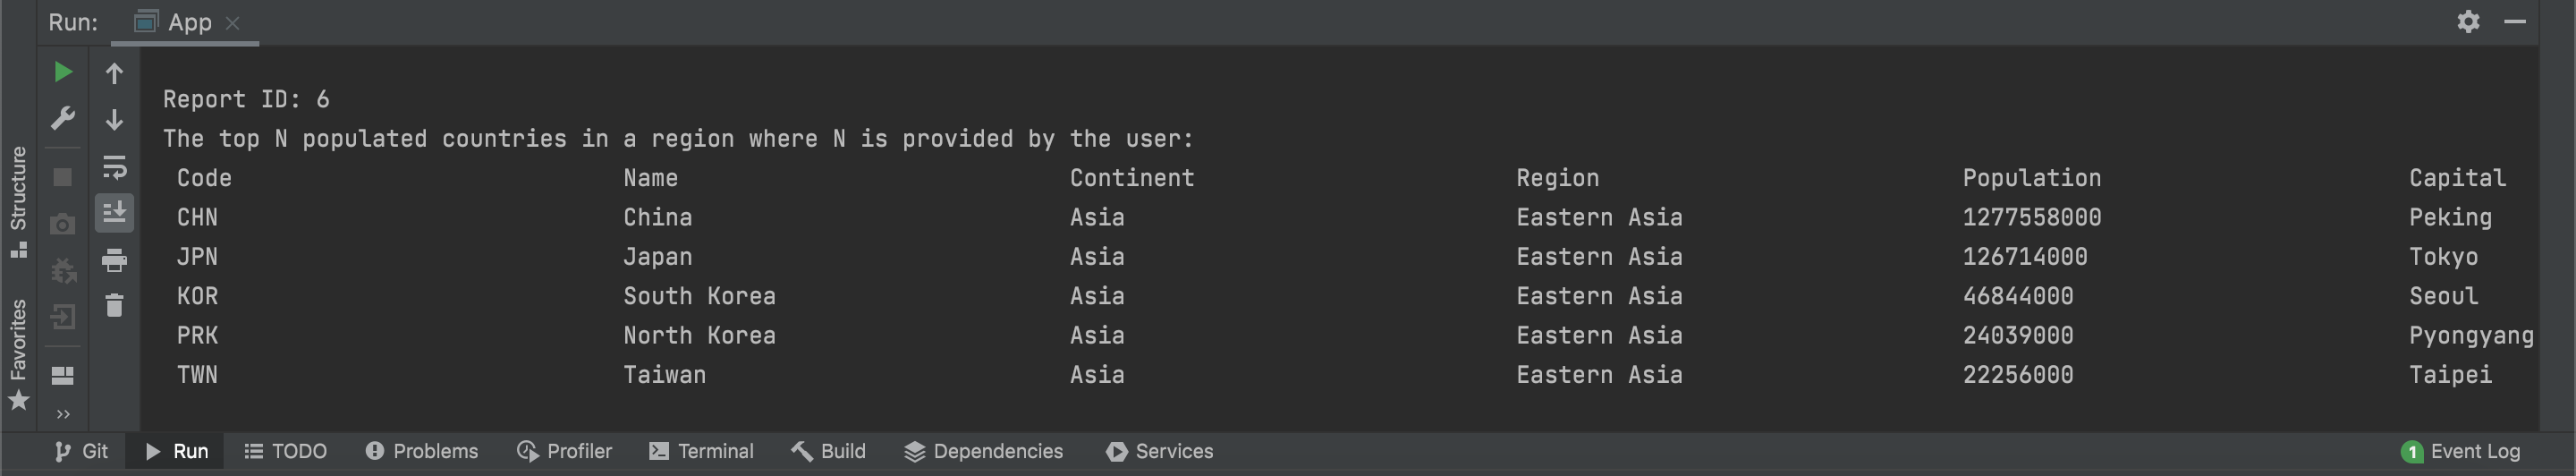 Run: App
Report ID: 6
The top N populated countries in a region where N is provided by the user:
Code Name Continent Region Population Capital
CHN China Asia Eastern Asia 1277558000 Peking
JPN Japan Asia Eastern Asia 126714000 Tokyo
KOR South Korea Asia Eastern Asia 46844000 Seoul
PRK North Korea Asia Eastern Asia 24039000 Pyongyang
TWN Taiwan Asia Eastern Asia 22256000 Taipei
Structure
Favorites
Git Run TODO Problems Profiler Terminal Build Dependencies Services 1 Event Log